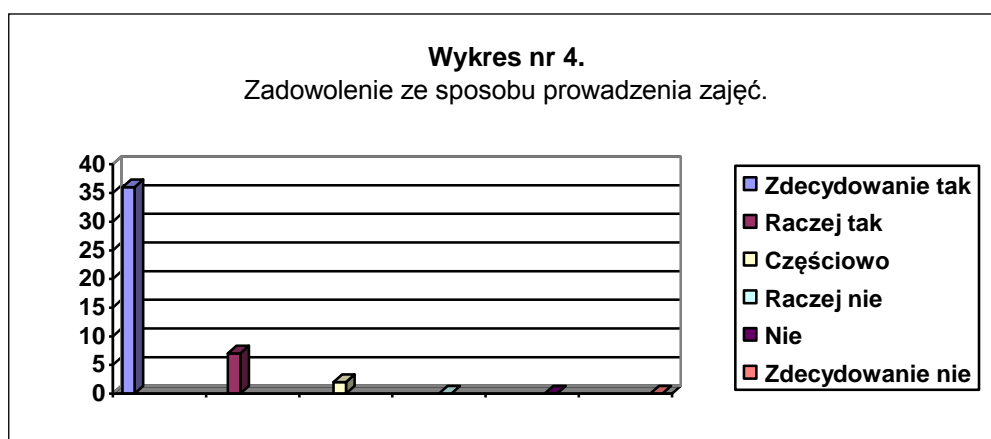 Wykres nr 4.
Zadowolenie ze sposobu prowadzenia zajęć.
40
35
30
25
20
15
10
5
0
Zdecydowanie tak
Raczej tak
Częściowo
Raczej nie
Nie
Zdecydowanie nie